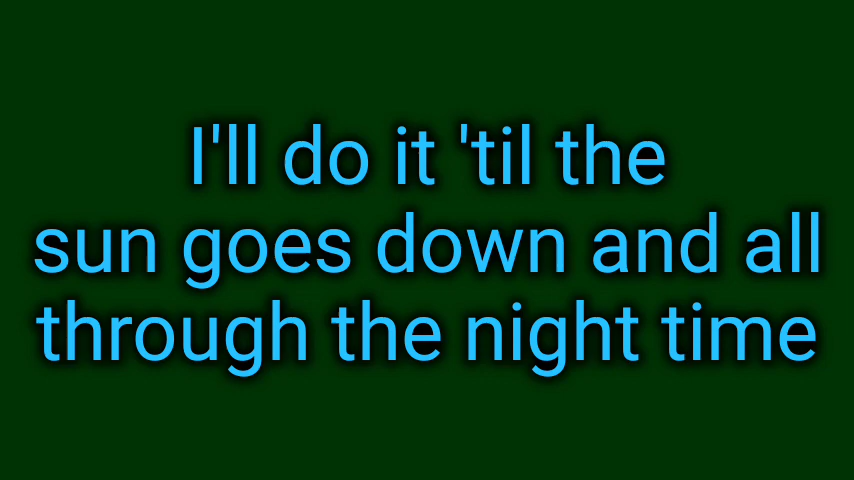 I'll do it 'til the
sun goes down and all
through the night time